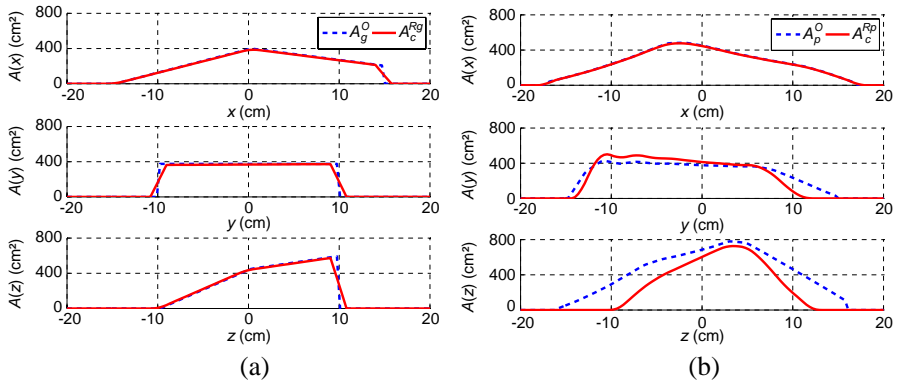 A(x) (cm²)
800
400
0
A_g^O A_c^{Rg}
-20 -10 0 10 20
x (cm)
A(y) (cm²)
800
400
0
-20 -10 0 10 20
y (cm)
A(z) (cm²)
800
400
0
-20 -10 0 10 20
z (cm)
(a)
A(x) (cm²)
800
400
0
A_p^O A_c^{Rp}
-20 -10 0 10 20
x (cm)
A(y) (cm²)
800
400
0
-20 -10 0 10 20
y (cm)
A(z) (cm²)
800
400
0
-20 -10 0 10 20
z (cm)
(b)